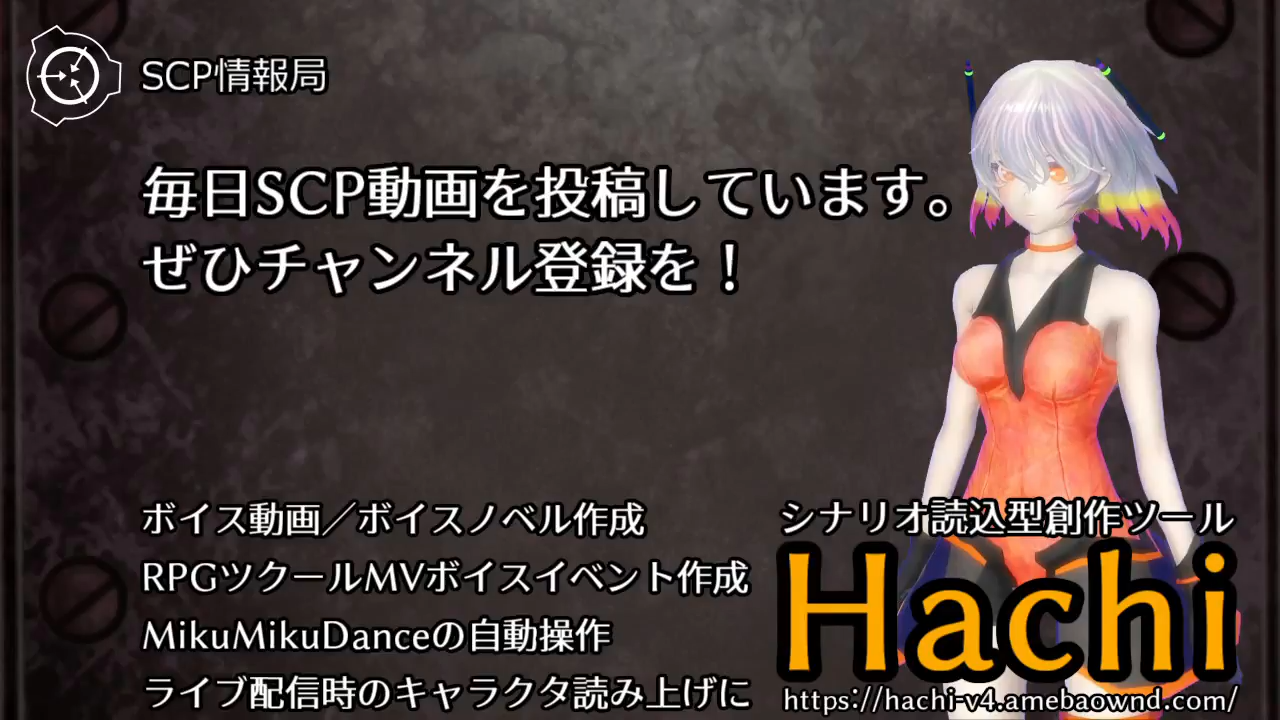 SCP情報局
毎日SCP動画を投稿しています。
ぜひチャンネル登録を！
ボイス動画／ボイスノベル作成
RPGツクールMVボイスイベント作成
MikuMikuDanceの自動操作
ライブ配信時のキャラクタ読み上げに
シナリオ読込型創作ツール
Hachi
https://hachi-v4.amebaownd.com/